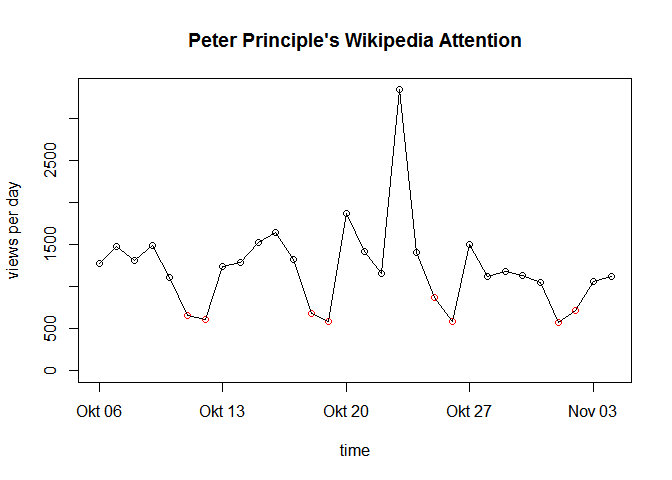 Peter Principle's Wikipedia Attention
views per day
2500
1500
500
0
Okt 06 Okt 13 Okt 20 Okt 27 Nov 03
time